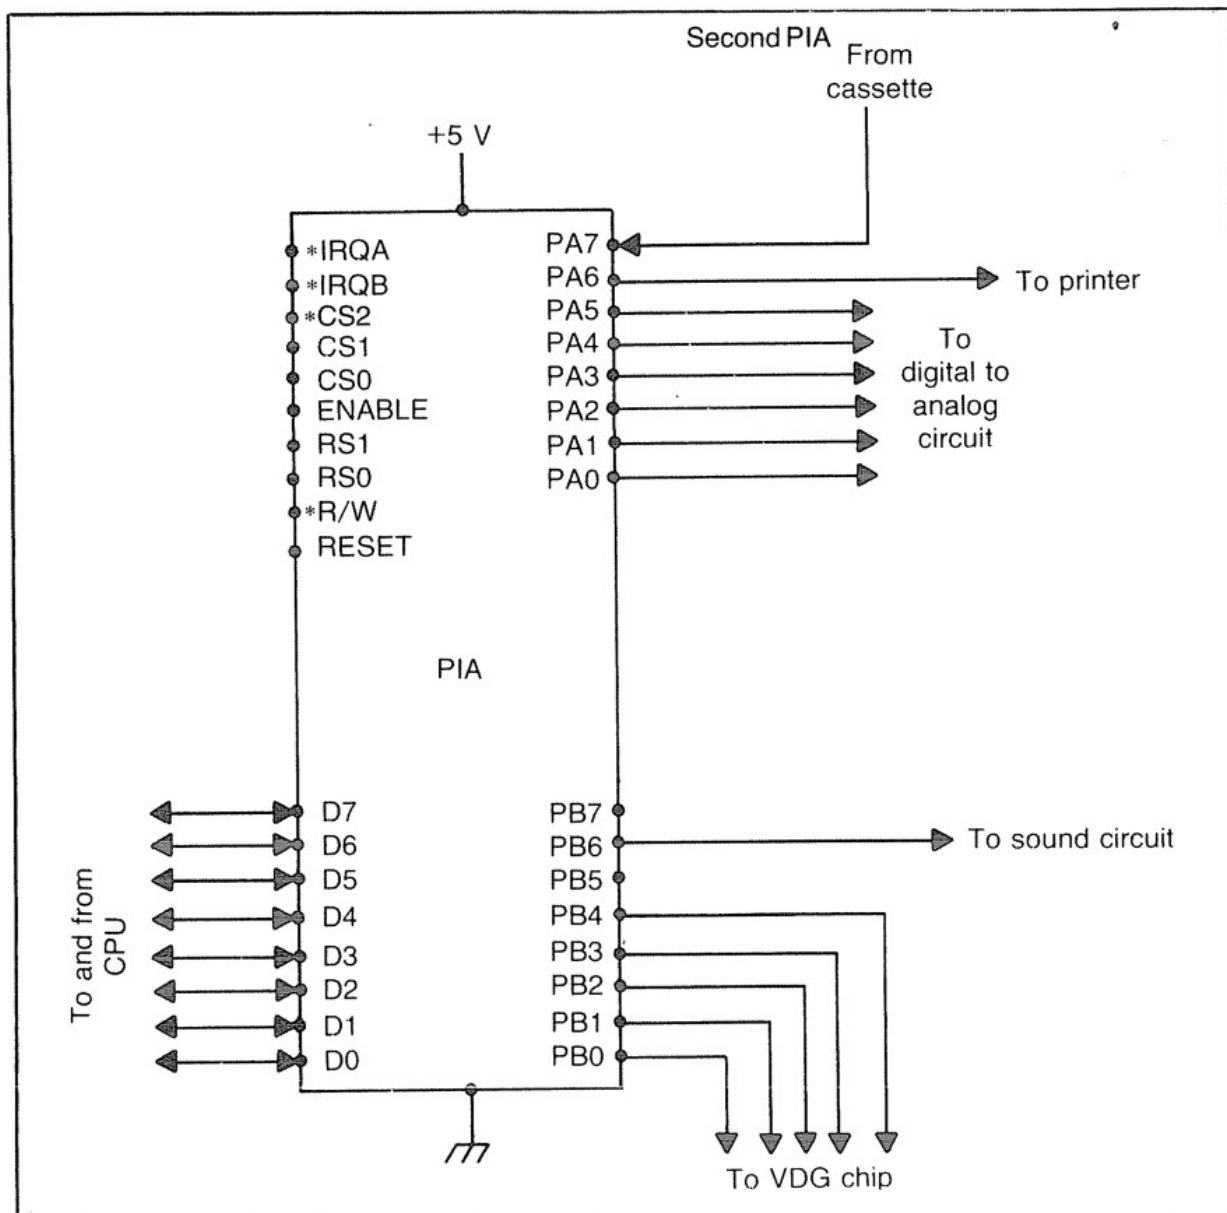 Second PIA
From
cassette
+5 V
*IRQA
*IRQB
*CS2
CS1
CS0
ENABLE
RS1
RS0
*R/W
RESET
PA7
PA6
PA5
PA4
PA3
PA2
PA1
PA0
To printer
To
digital to
analog
circuit
PIA
To and from
CPU
D7
D6
D5
D4
D3
D2
D1
D0
PB7
PB6
PB5
PB4
PB3
PB2
PB1
PB0
To sound circuit
To VDG chip